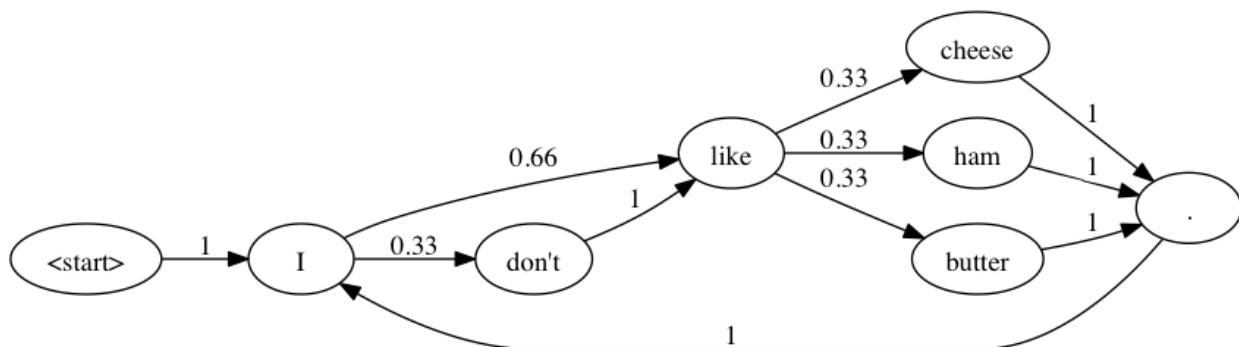 cheese
0.33
1
0.66
like
0.33
ham
1
0.33
1
1
.
<start>
1
I
0.33
don't
butter
1